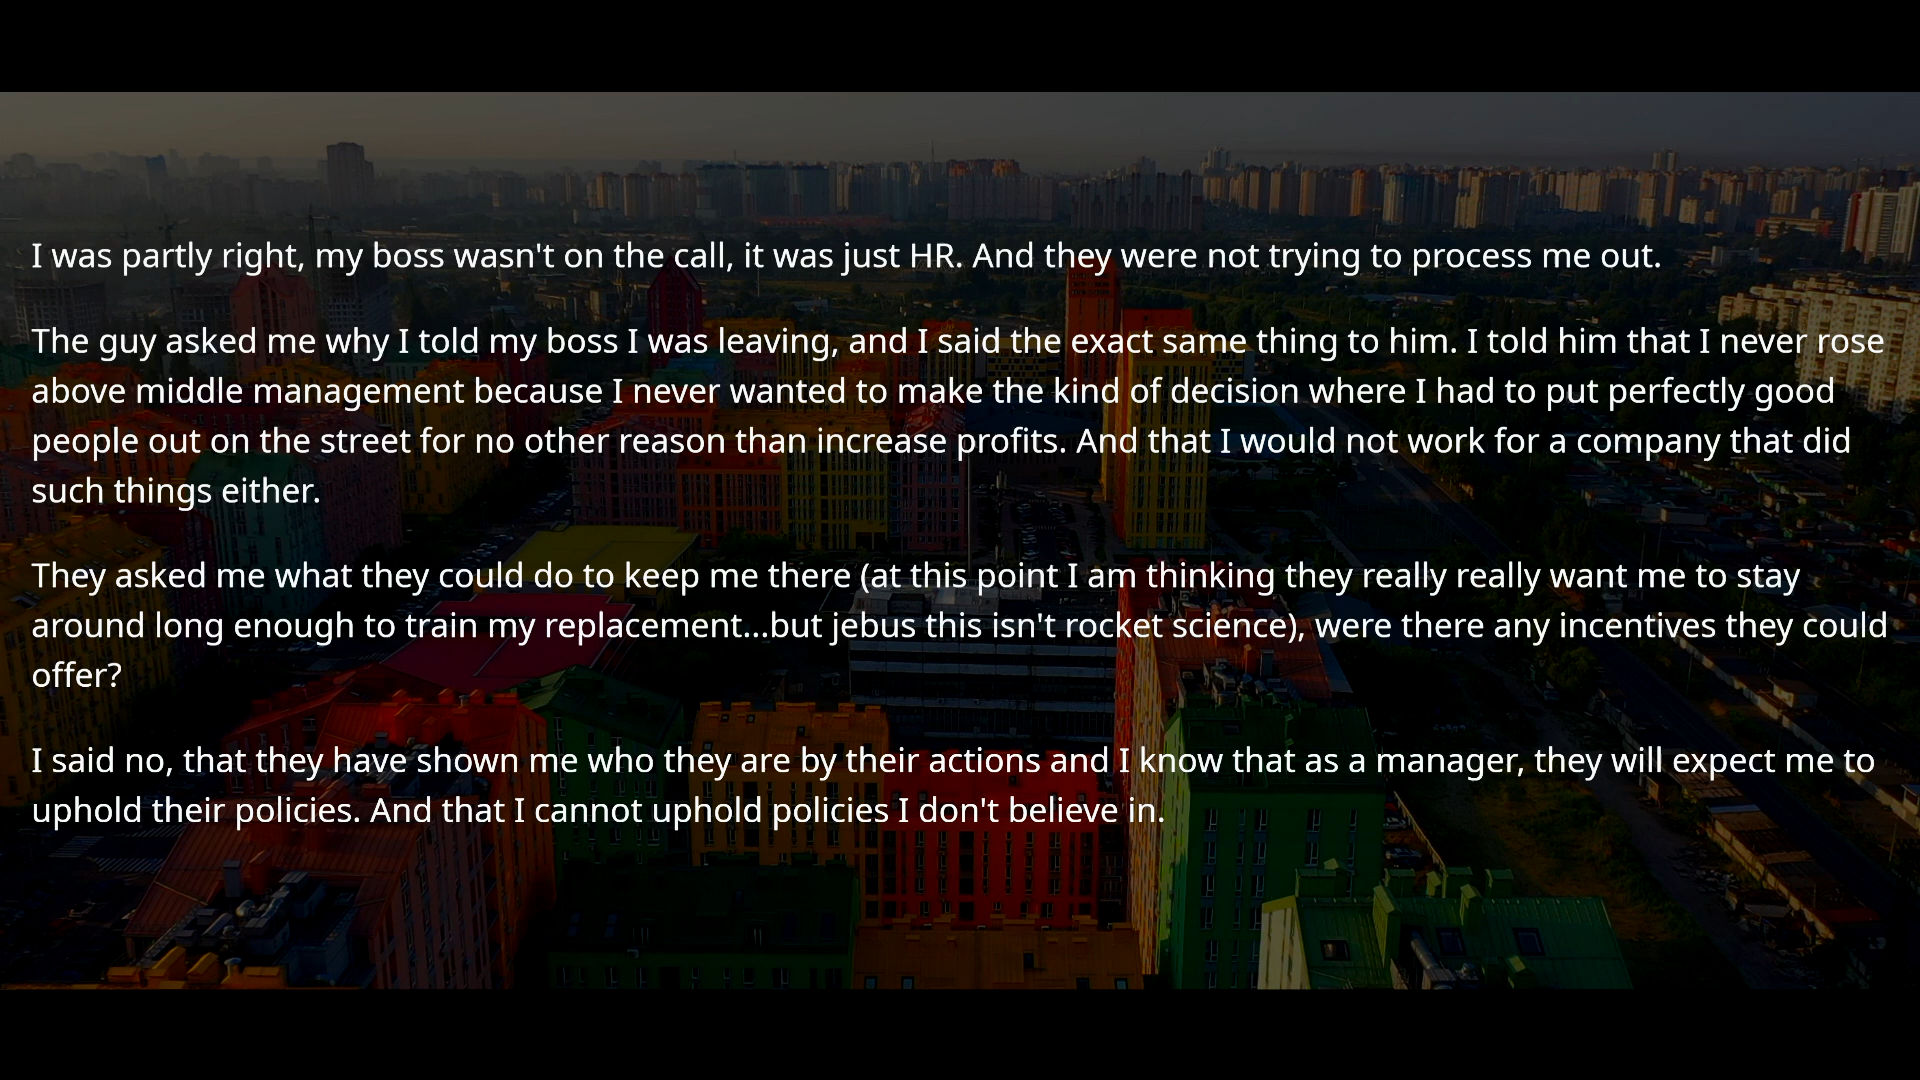 I was partly right, my boss wasn't on the call, it was just HR. And they were not trying to process me out.
The guy asked me why I told my boss I was leaving, and I said the exact same thing to him. I told him that I never rose
above middle management because I never wanted to make the kind of decision where I had to put perfectly good
people out on the street for no other reason than increase profits. And that I would not work for a company that did
such things either.
They asked me what they could do to keep me there (at this point I am thinking they really really want me to stay
around long enough to train my replacement...but jebus this isn't rocket science), were there any incentives they could
offer?
I said no, that they have shown me who they are by their actions and I know that as a manager, they will expect me to
uphold their policies. And that I cannot uphold policies I don't believe in.